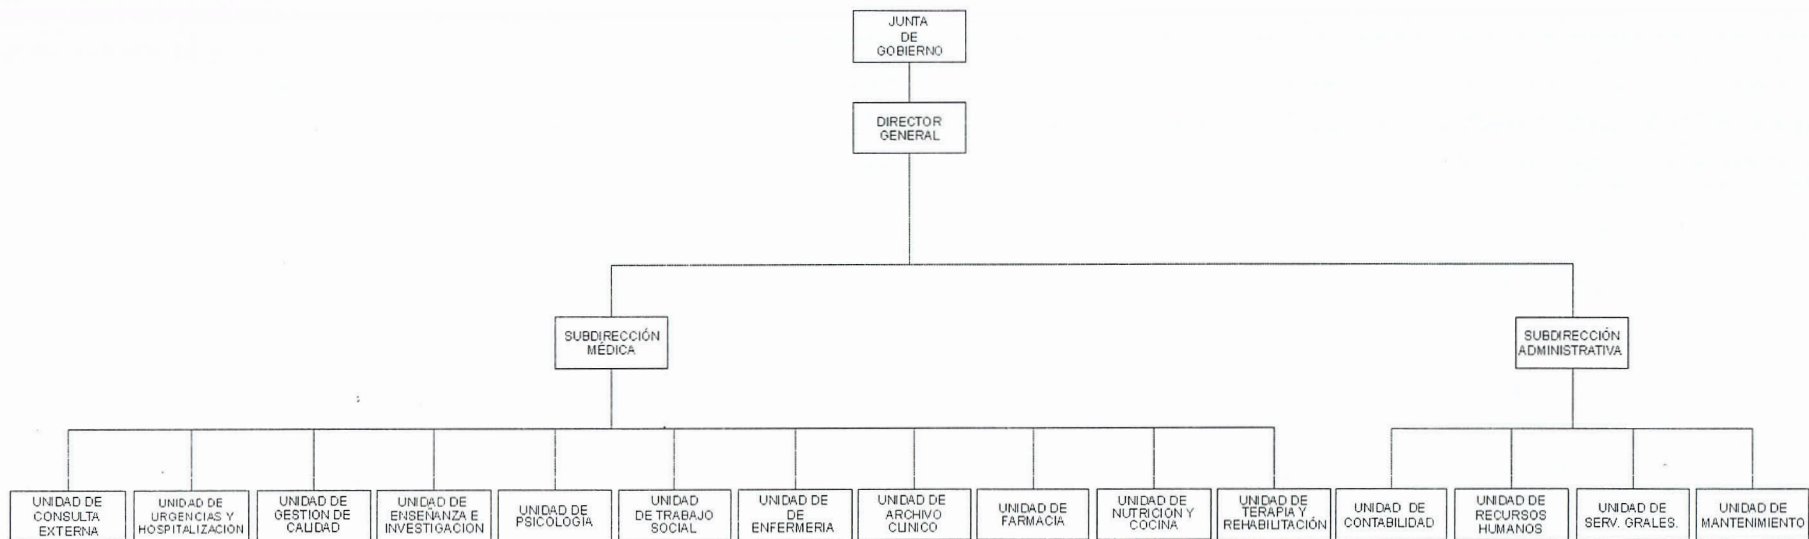 JUNTA
DE
GOBIERNO
DIRECTOR
GENERAL
SUBDIRECCIÓN
MÉDICA
SUBDIRECCIÓN
ADMINISTRATIVA
UNIDAD DE
CONSULTA
EXTERNA
UNIDAD DE
URGENCIAS Y
HOSPITALIZACIÓN
UNIDAD DE
GESTION DE
CALIDAD
UNIDAD DE
ENSEÑANZA E
INVESTIGACION
UNIDAD DE
PSICOLOGIA
UNIDAD
DE TRABAJO
SOCIAL
UNIDAD DE
DE
ENFERMERIA
UNIDAD DE
ARCHIVO
CLINICO
UNIDAD DE
FARMACIA
UNIDAD DE
NUTRICION Y
COCINA
UNIDAD DE
TERAPIA Y
REHABILITACIÓN
UNIDAD DE
CONTABILIDAD
UNIDAD DE
RECURSOS
HUMANOS
UNIDAD DE
SERV. GRALES.
UNIDAD DE
MANTENIMIENTO